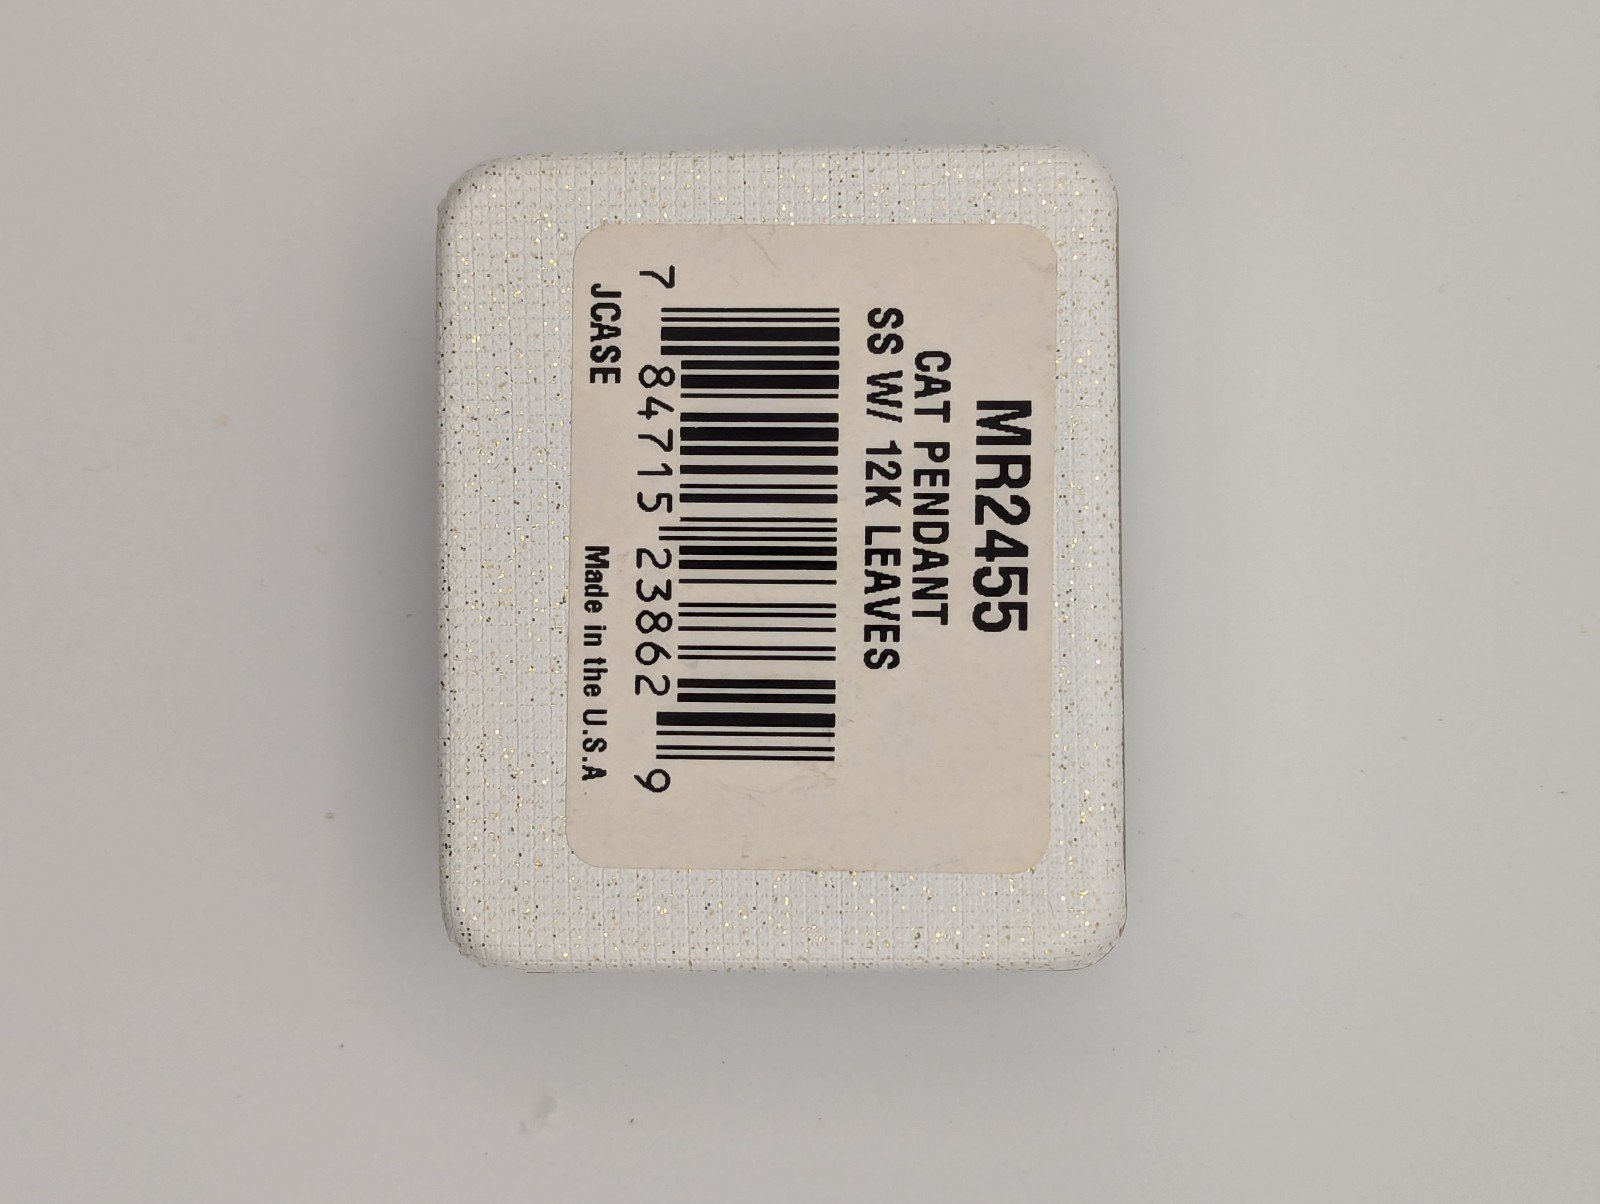 MR2455
CAT PENDANT
SS W/ 12K LEAVES
7 84715 23862 9
JCASE Made in the U.S.A